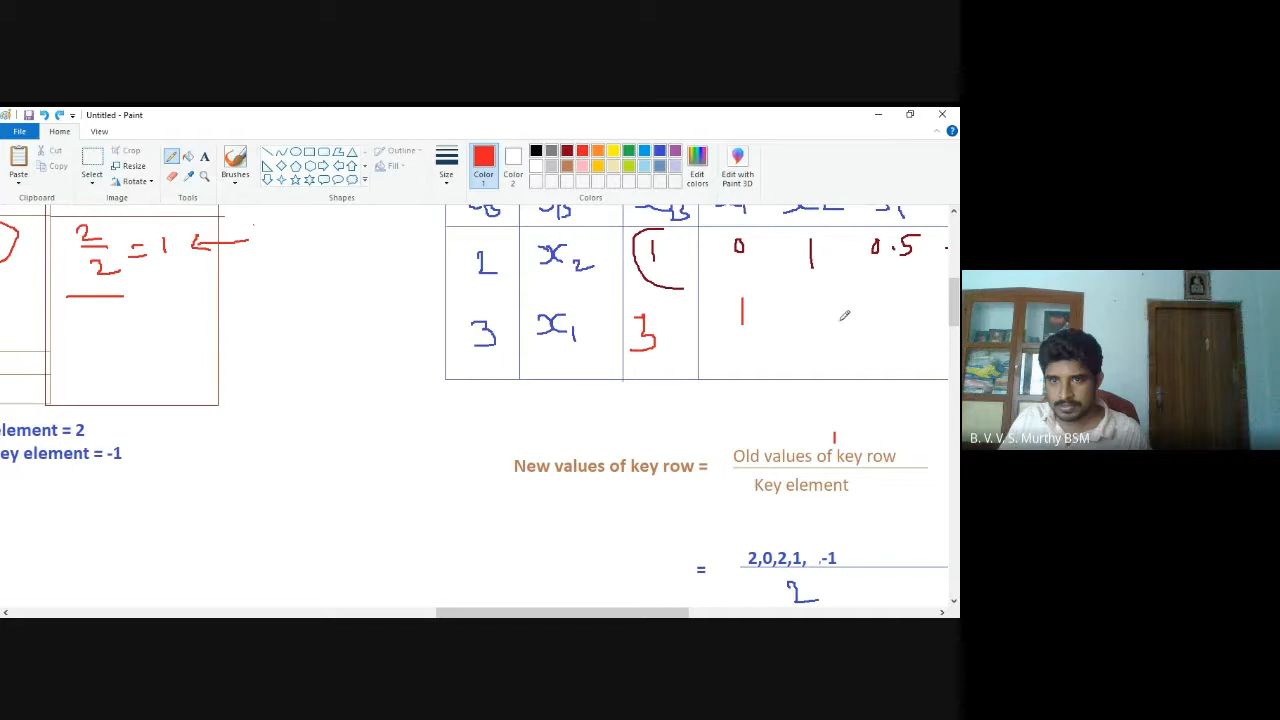 Untitled - Paint
File Home View
Paste
Cut
Copy
Clipboard
Select
Crop
Resize
Rotate
Image
Tools
Brushes
Shapes
Outline
Fill
Size
Color 1
Color 2
Colors
Edit colors
Edit with Paint 3D
2/2 = 1
2 x2 1 0 1 0.5
3 x1 3 1
element = 2
ey element = -1
1
New values of key row = Old values of key row
Key element
= 2,0,2,1, -1
2
B. V. V. S. Murthy BSM